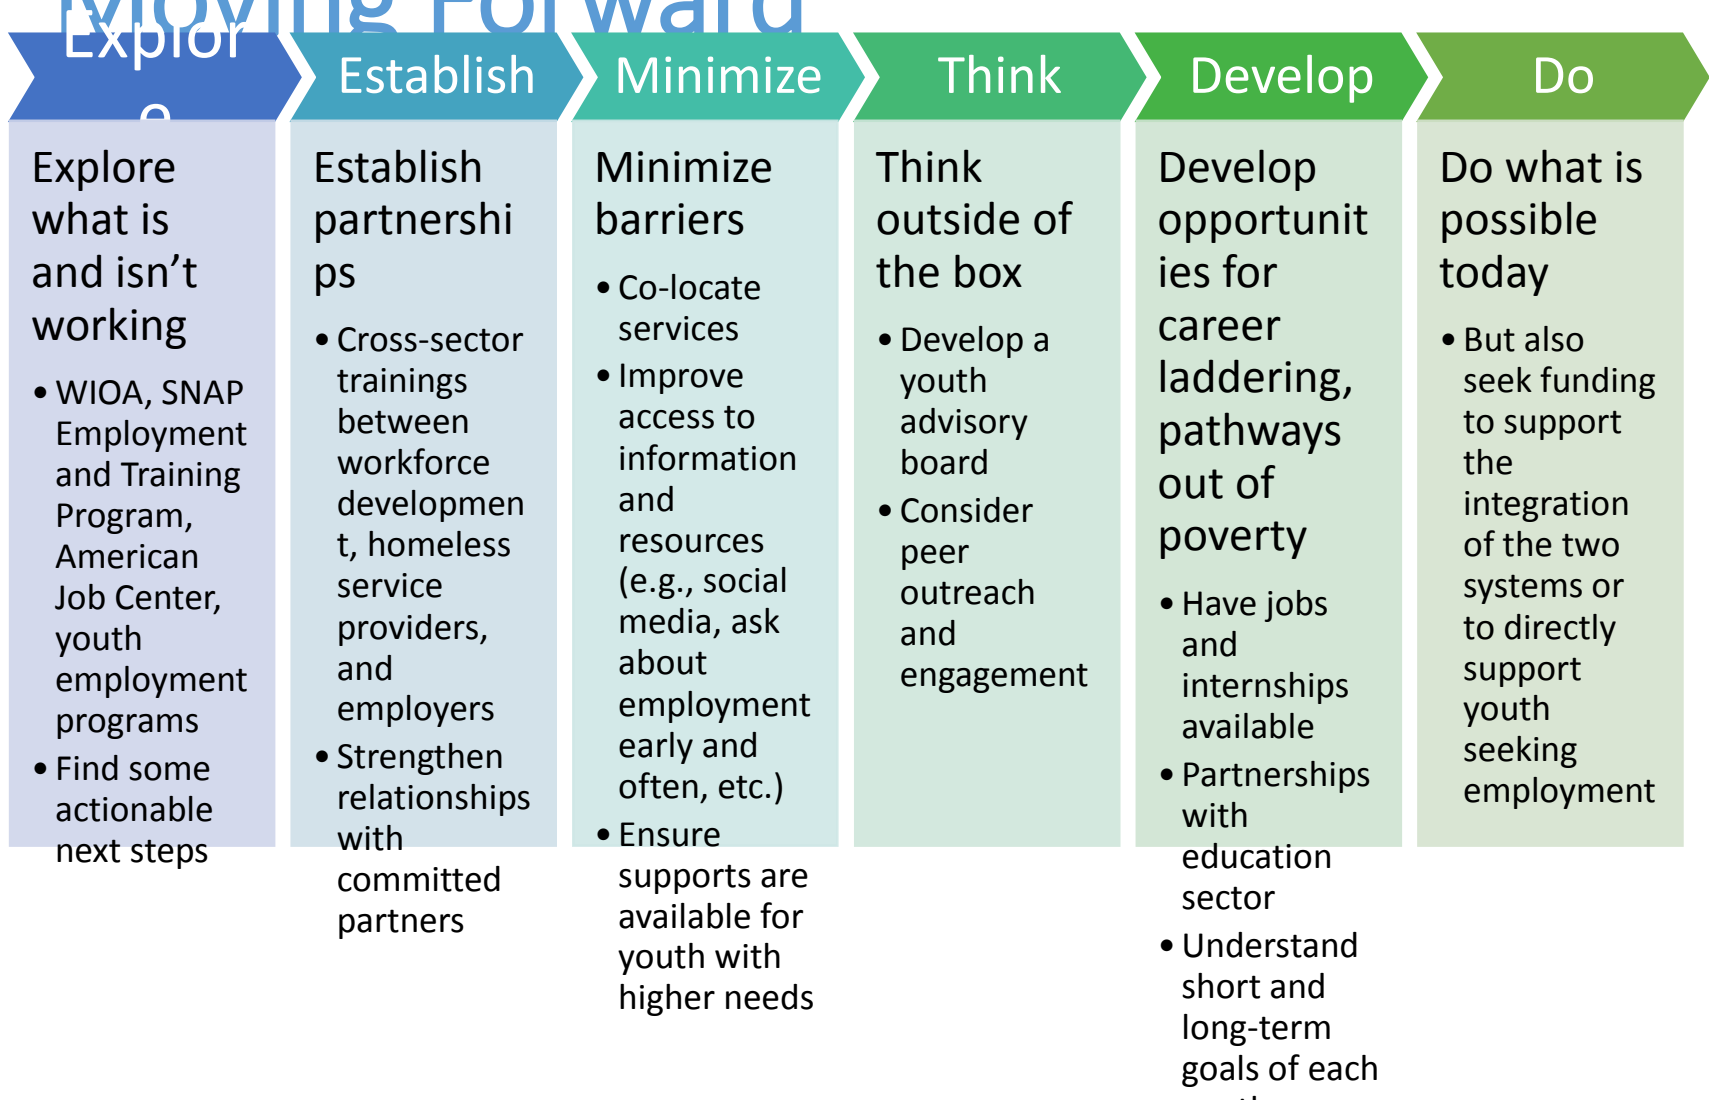 Moving Forward
Explor
e
Establish
Minimize
Think
Develop
Do
Explore
what is
and isn’t
working
• WIOA, SNAP
Employment
and Training
Program,
American
Job Center,
youth
employment
programs
• Find some
actionable
next steps
Establish
partnershi
ps
• Cross-sector
trainings
between
workforce
developmen
t, homeless
service
providers,
and
employers
• Strengthen
relationships
with
committed
partners
Minimize
barriers
• Co-locate
services
• Improve
access to
information
and
resources
(e.g., social
media, ask
about
employment
early and
often, etc.)
• Ensure
supports are
available for
youth with
higher needs
Think
outside of
the box
• Develop a
youth
advisory
board
• Consider
peer
outreach
and
engagement
Develop
opportunit
ies for
career
laddering,
pathways
out of
poverty
• Have jobs
and
internships
available
• Partnerships
with
education
sector
• Understand
short and
long-term
goals of each
Do what is
possible
today
• But also
seek funding
to support
the
integration
of the two
systems or
to directly
support
youth
seeking
employment